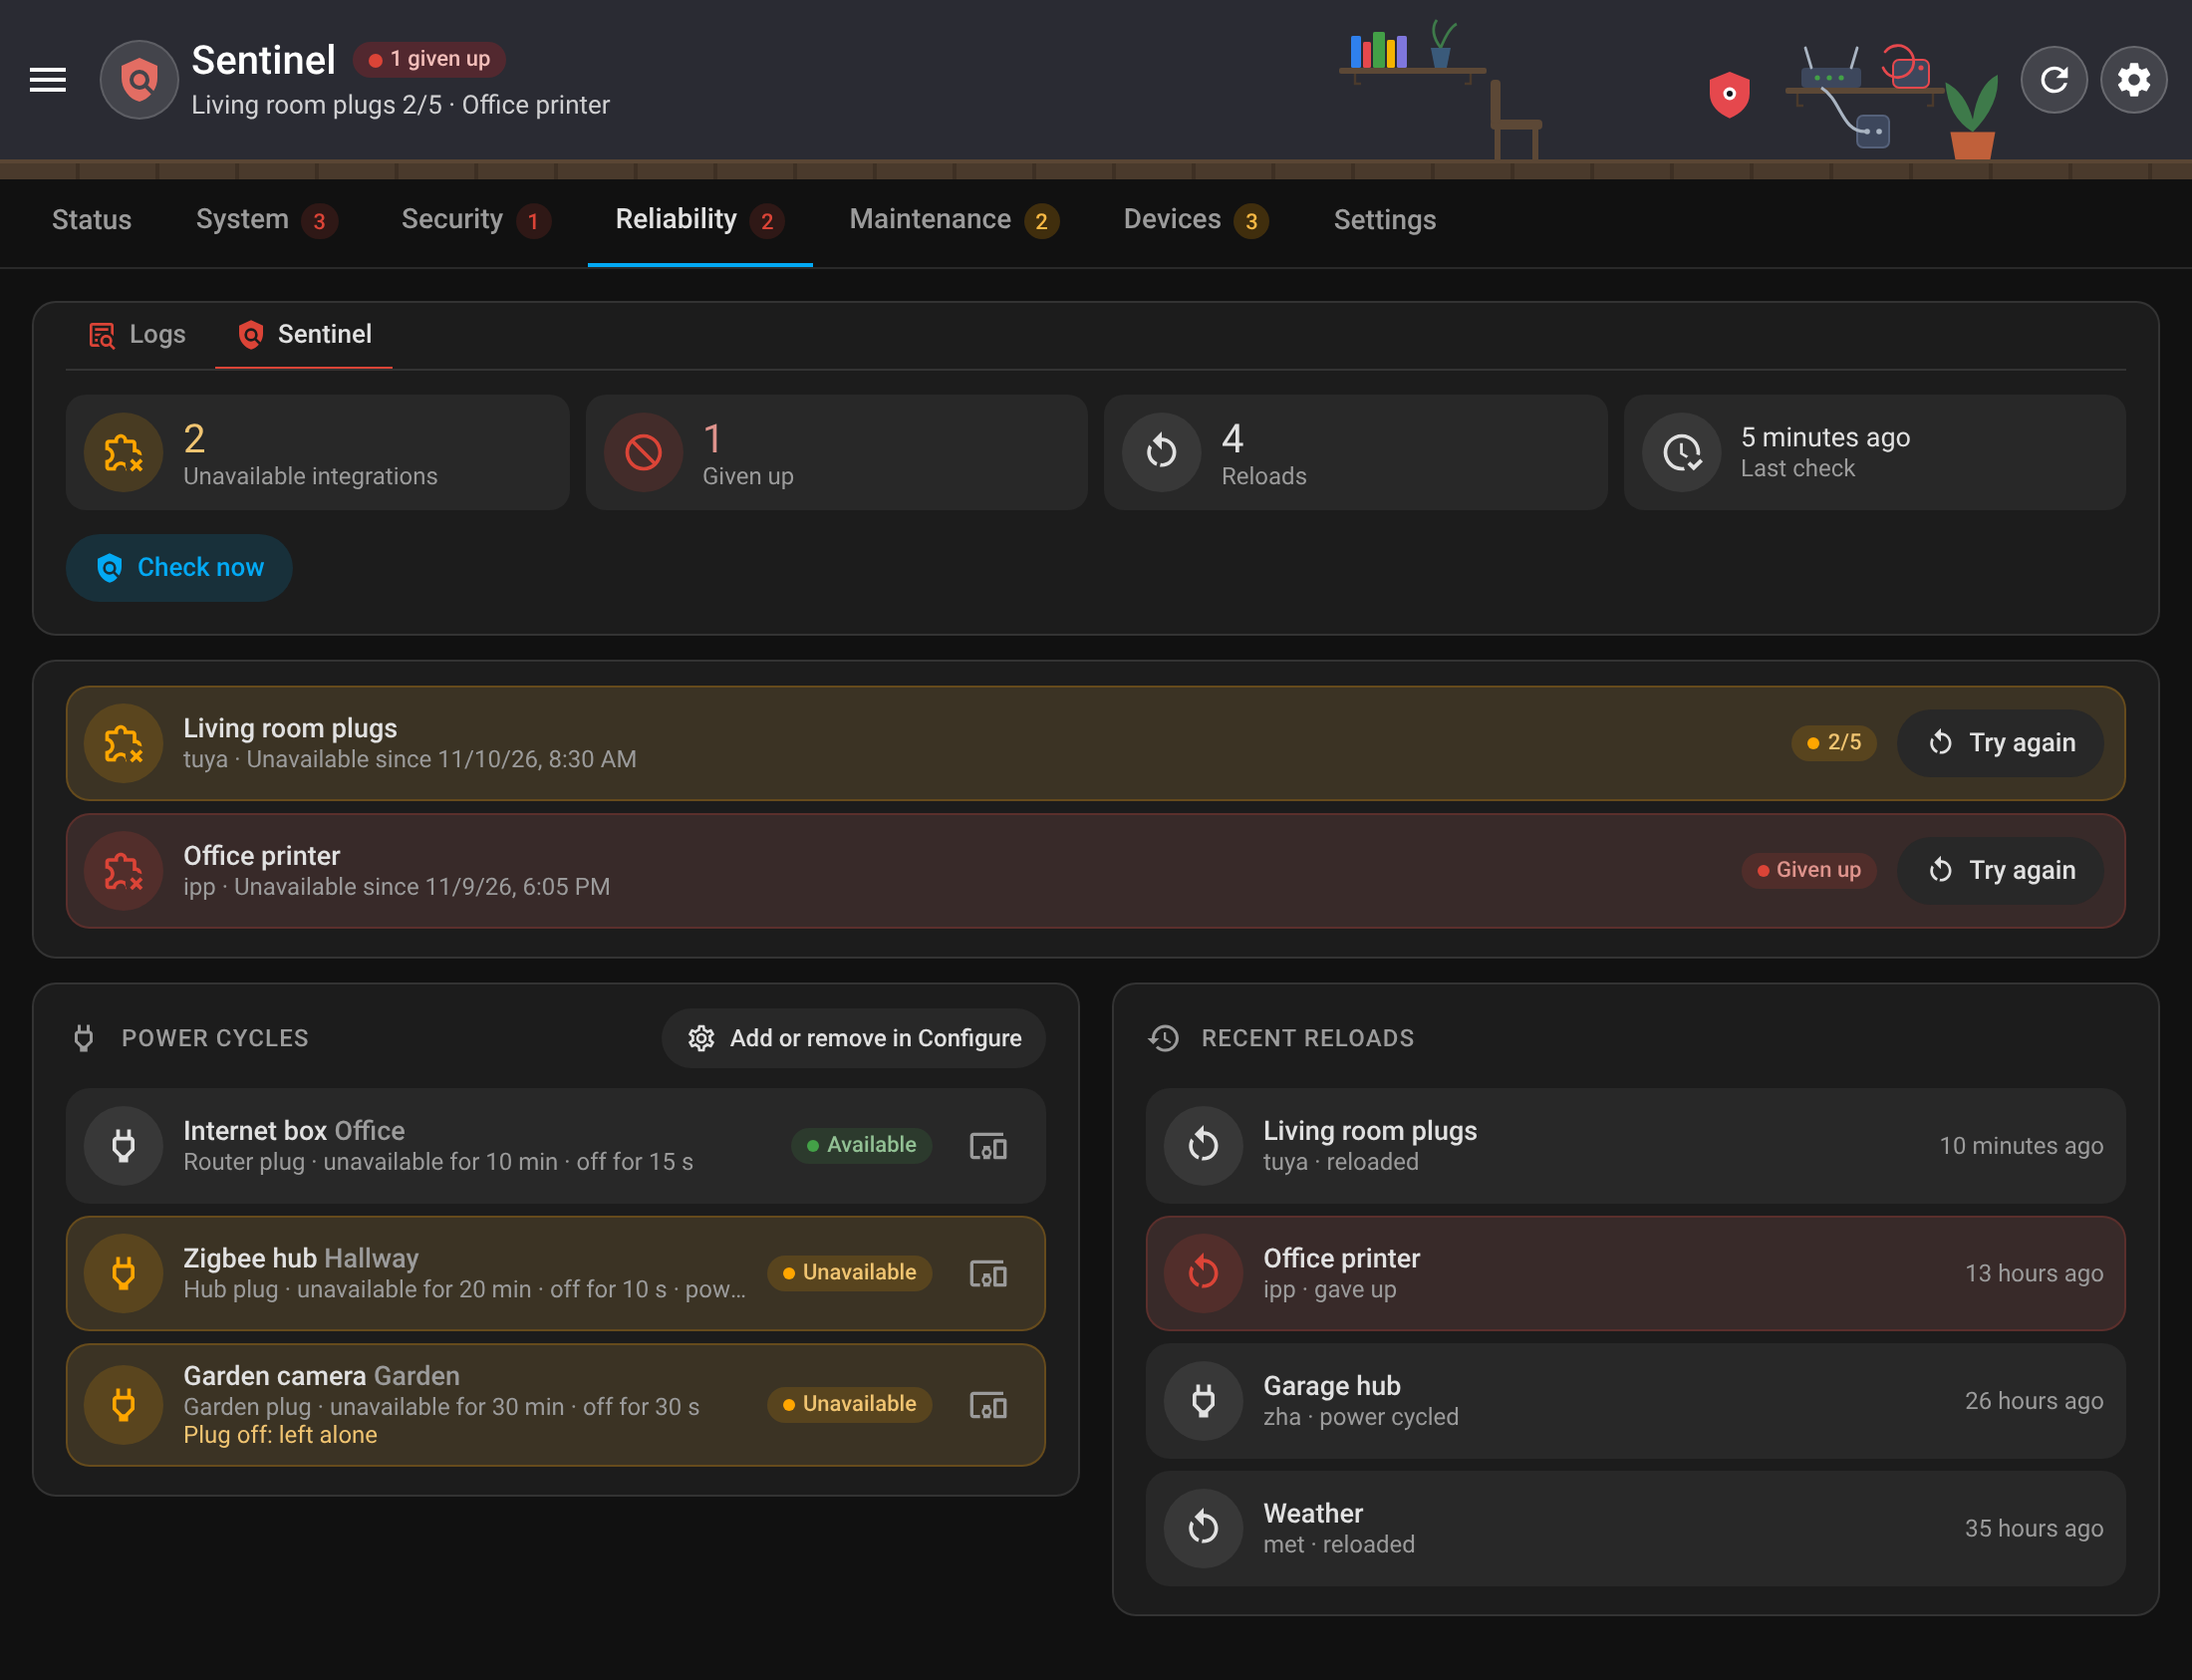 Sentinel
1 given up
Living room plugs 2/5 · Office printer
Status
System 3
Security 1
Reliability 2
Maintenance 2
Devices 3
Settings
Logs
Sentinel
2
Unavailable integrations
1
Given up
4
Reloads
5 minutes ago
Last check
Check now
Living room plugs
tuya · Unavailable since 11/10/26, 8:30 AM
2/5
Try again
Office printer
ipp · Unavailable since 11/9/26, 6:05 PM
Given up
Try again
POWER CYCLES
Add or remove in Configure
Internet box Office
Router plug · unavailable for 10 min · off for 15 s
Available
Zigbee hub Hallway
Hub plug · unavailable for 20 min · off for 10 s · pow...
Unavailable
Garden camera Garden
Garden plug · unavailable for 30 min · off for 30 s
Plug off: left alone
Unavailable
RECENT RELOADS
Living room plugs
tuya · reloaded
10 minutes ago
Office printer
ipp · gave up
13 hours ago
Garage hub
zha · power cycled
26 hours ago
Weather
met · reloaded
35 hours ago